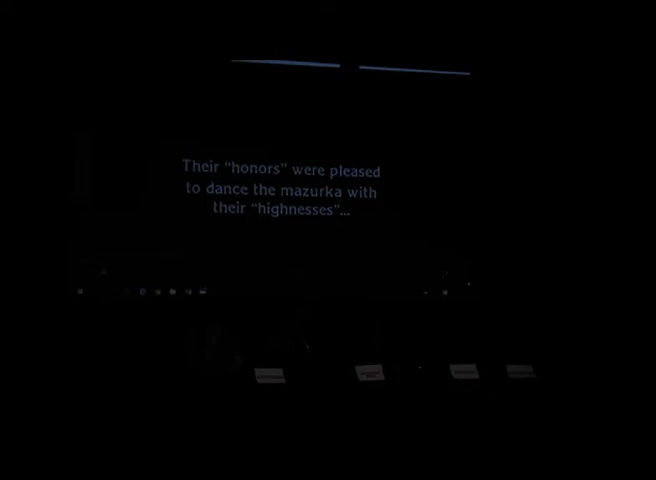 Their “honors” were pleased
to dance the mazurka with
their “highnesses”...